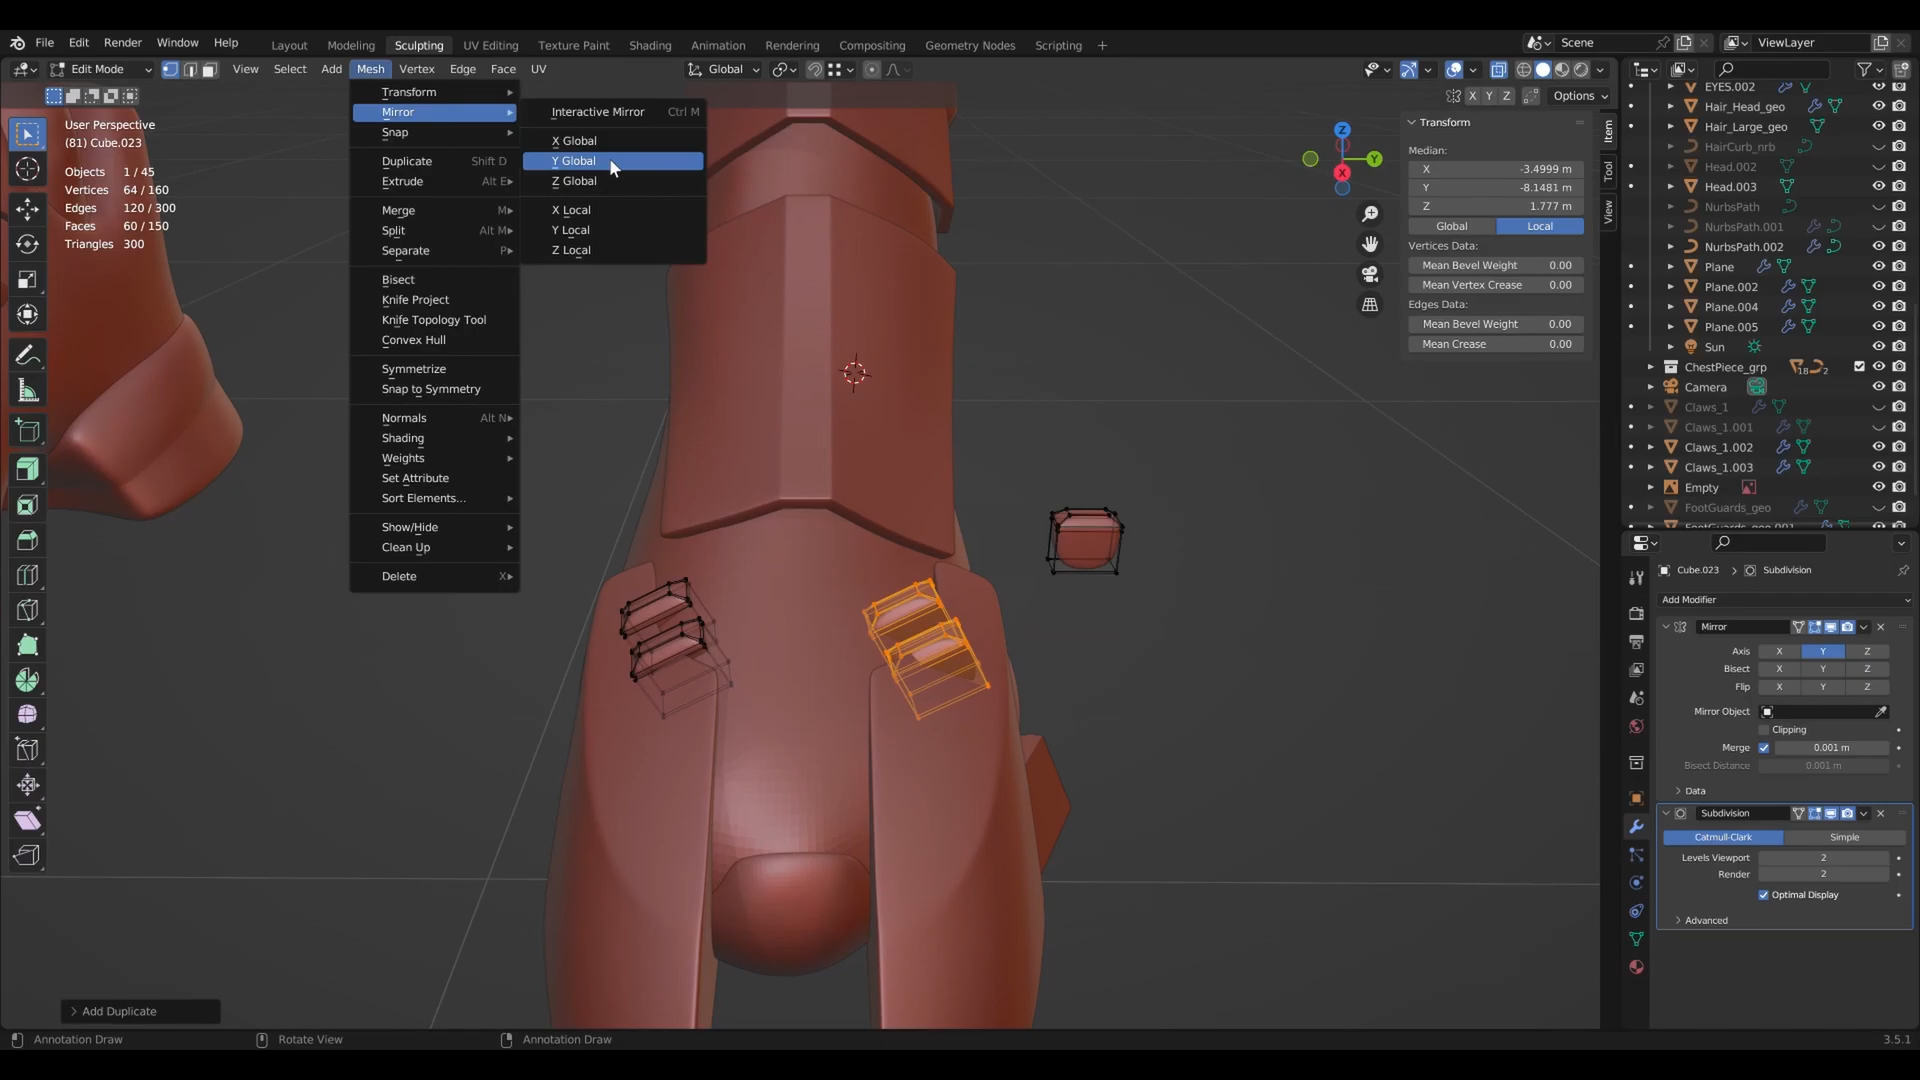 File Edit Render Window Help
Layout Modeling Sculpting UV Editing Texture Paint Shading Animation Rendering Compositing Geometry Nodes Scripting +
Scene ViewLayer
Edit Mode View Select Add Mesh Vertex Edge Face UV
Global
X Y Z Options
User Perspective
(81) Cube.023
Objects 1 / 45
Vertices 64 / 160
Edges 120 / 300
Faces 60 / 150
Triangles 300
Transform
Mirror
Snap
Duplicate Shift D
Extrude Alt E
Merge M
Split Alt M
Separate P
Bisect
Knife Project
Knife Topology Tool
Convex Hull
Symmetrize
Snap to Symmetry
Normals Alt N
Shading
Weights
Set Attribute
Sort Elements...
Show/Hide
Clean Up
Delete X
Interactive Mirror Ctrl M
X Global
Y Global
Z Global
X Local
Y Local
Z Local
Z
Y
X
Transform
Median:
X -3.4999 m
Y -8.1481 m
Z 1.777 m
Global Local
Vertices Data:
Mean Bevel Weight 0.00
Mean Vertex Crease 0.00
Edges Data:
Mean Bevel Weight 0.00
Mean Crease 0.00
Item
Tool
View
EYES.002
Hair_Head_geo
Hair_Large_geo
HairCurb_nrb
Head.002
Head.003
NurbsPath
NurbsPath.001
NurbsPath.002
Plane
Plane.002
Plane.004
Plane.005
Sun
ChestPiece_grp 18 2
Camera
Claws_1
Claws_1.001
Claws_1.002
Claws_1.003
Empty
FootGuards_geo
FootGuards_geo.001
Cube.023 > Subdivision
Add Modifier
Mirror
Axis X Y Z
Bisect X Y Z
Flip X Y Z
Mirror Object
Clipping
Merge 0.001 m
Bisect Distance 0.001 m
Data
Subdivision
Catmull-Clark Simple
Levels Viewport 2
Render 2
Optimal Display
Advanced
Add Duplicate
Annotation Draw Rotate View Annotation Draw 3.5.1